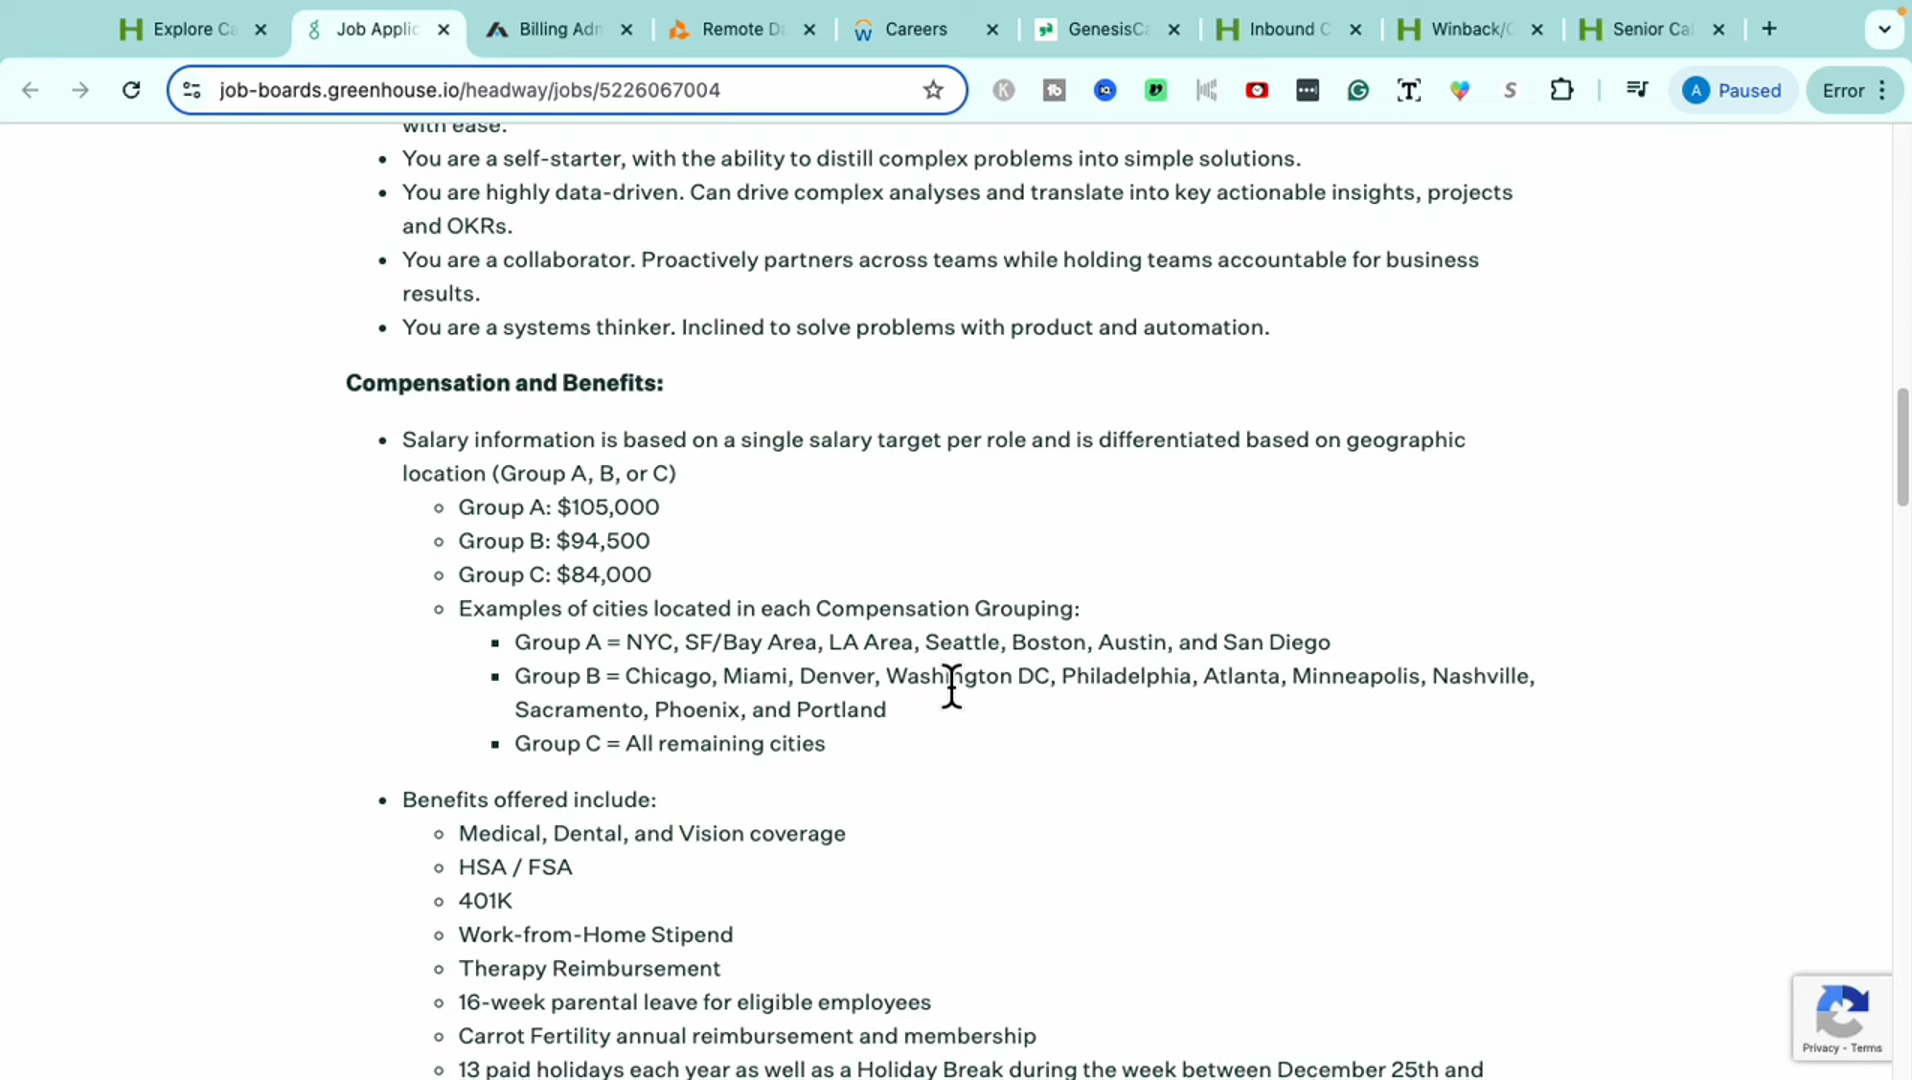 Explore Ca
Job Applic
Billing Adn
Remote Da
Careers
GenesisCa
Inbound C
Winback/C
Senior Cal
job-boards.greenhouse.io/headway/jobs/5226067004
A Paused
Error
with ease.
• You are a self-starter, with the ability to distill complex problems into simple solutions.
• You are highly data-driven. Can drive complex analyses and translate into key actionable insights, projects
and OKRs.
• You are a collaborator. Proactively partners across teams while holding teams accountable for business
results.
• You are a systems thinker. Inclined to solve problems with product and automation.
Compensation and Benefits:
• Salary information is based on a single salary target per role and is differentiated based on geographic
location (Group A, B, or C)
◦ Group A: $105,000
◦ Group B: $94,500
◦ Group C: $84,000
◦ Examples of cities located in each Compensation Grouping:
▪ Group A = NYC, SF/Bay Area, LA Area, Seattle, Boston, Austin, and San Diego
▪ Group B = Chicago, Miami, Denver, Washington DC, Philadelphia, Atlanta, Minneapolis, Nashville,
Sacramento, Phoenix, and Portland
▪ Group C = All remaining cities
• Benefits offered include:
◦ Medical, Dental, and Vision coverage
◦ HSA / FSA
◦ 401K
◦ Work-from-Home Stipend
◦ Therapy Reimbursement
◦ 16-week parental leave for eligible employees
◦ Carrot Fertility annual reimbursement and membership
◦ 13 paid holidays each year as well as a Holiday Break during the week between December 25th and
Privacy - Terms